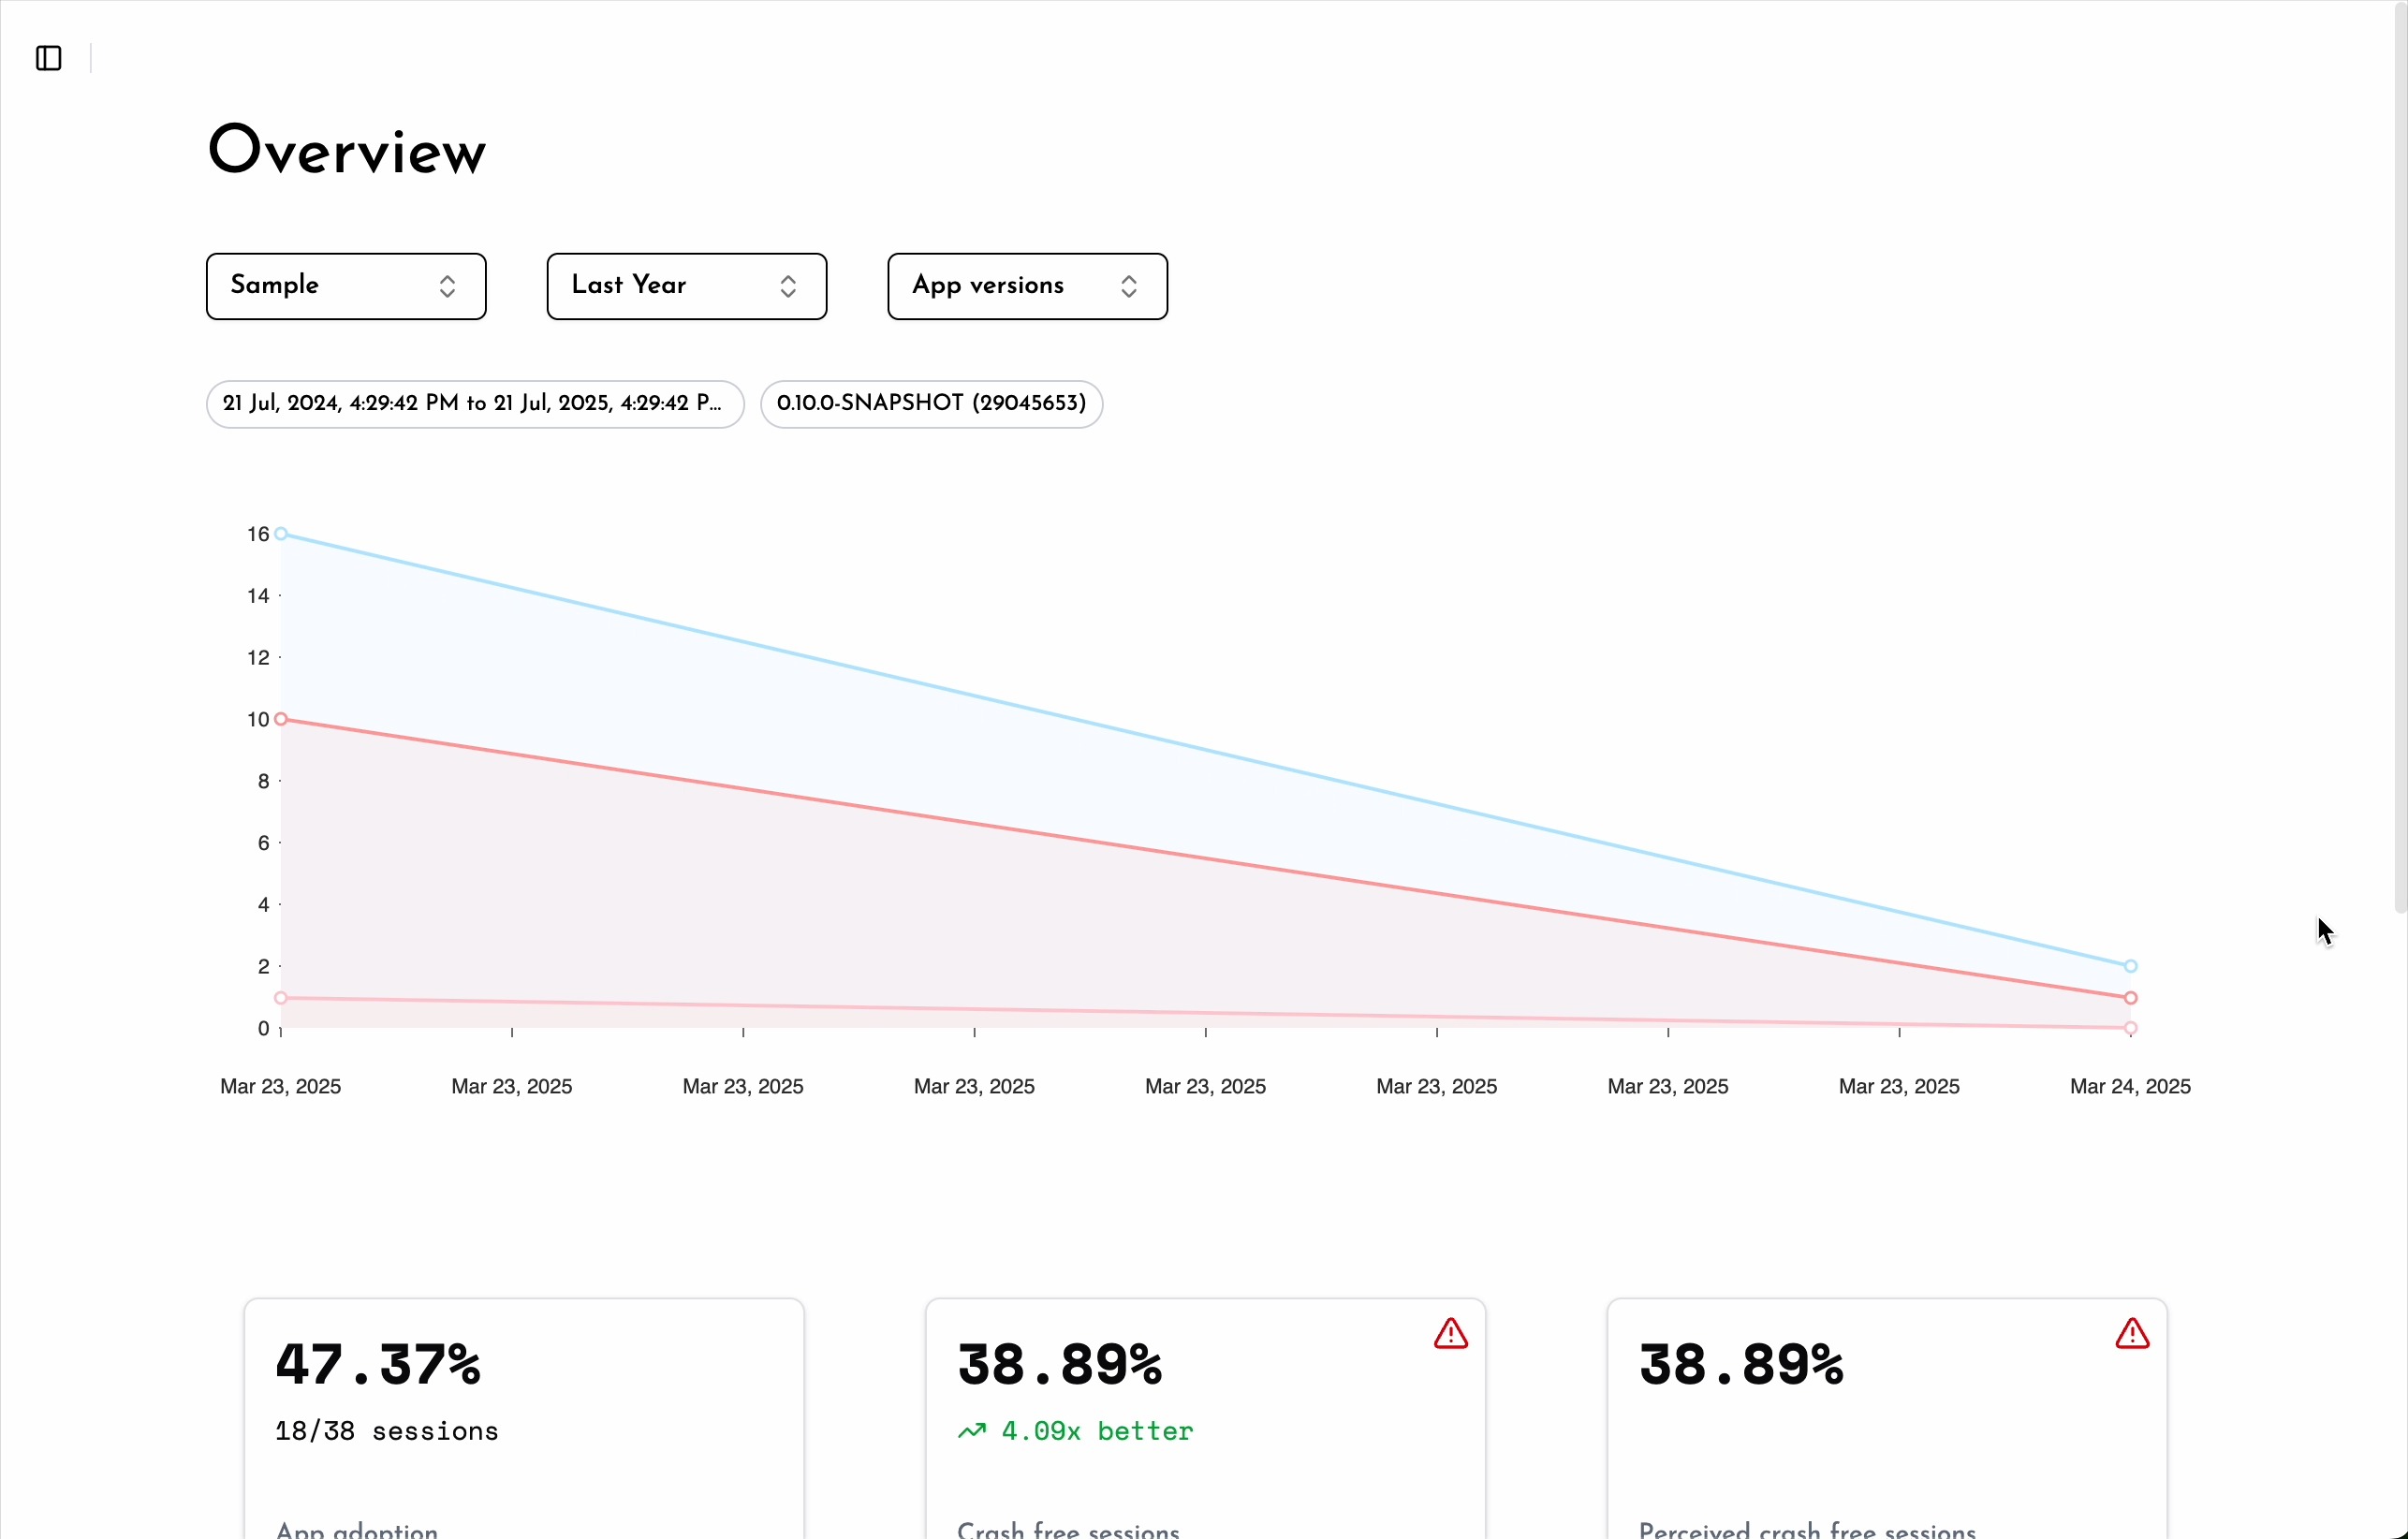 Overview
Sample
Last Year
App versions
21 Jul, 2024, 4:29:42 PM to 21 Jul, 2025, 4:29:42 P...
0.10.0-SNAPSHOT (29045653)
16
14
12
10
8
6
4
2
0
Mar 23, 2025 Mar 23, 2025 Mar 23, 2025 Mar 23, 2025 Mar 23, 2025 Mar 23, 2025 Mar 23, 2025 Mar 23, 2025 Mar 24, 2025
47.37%
18/38 sessions
App adoption
38.89%
4.09x better
Crash free sessions
38.89%
Perceived crash free sessions